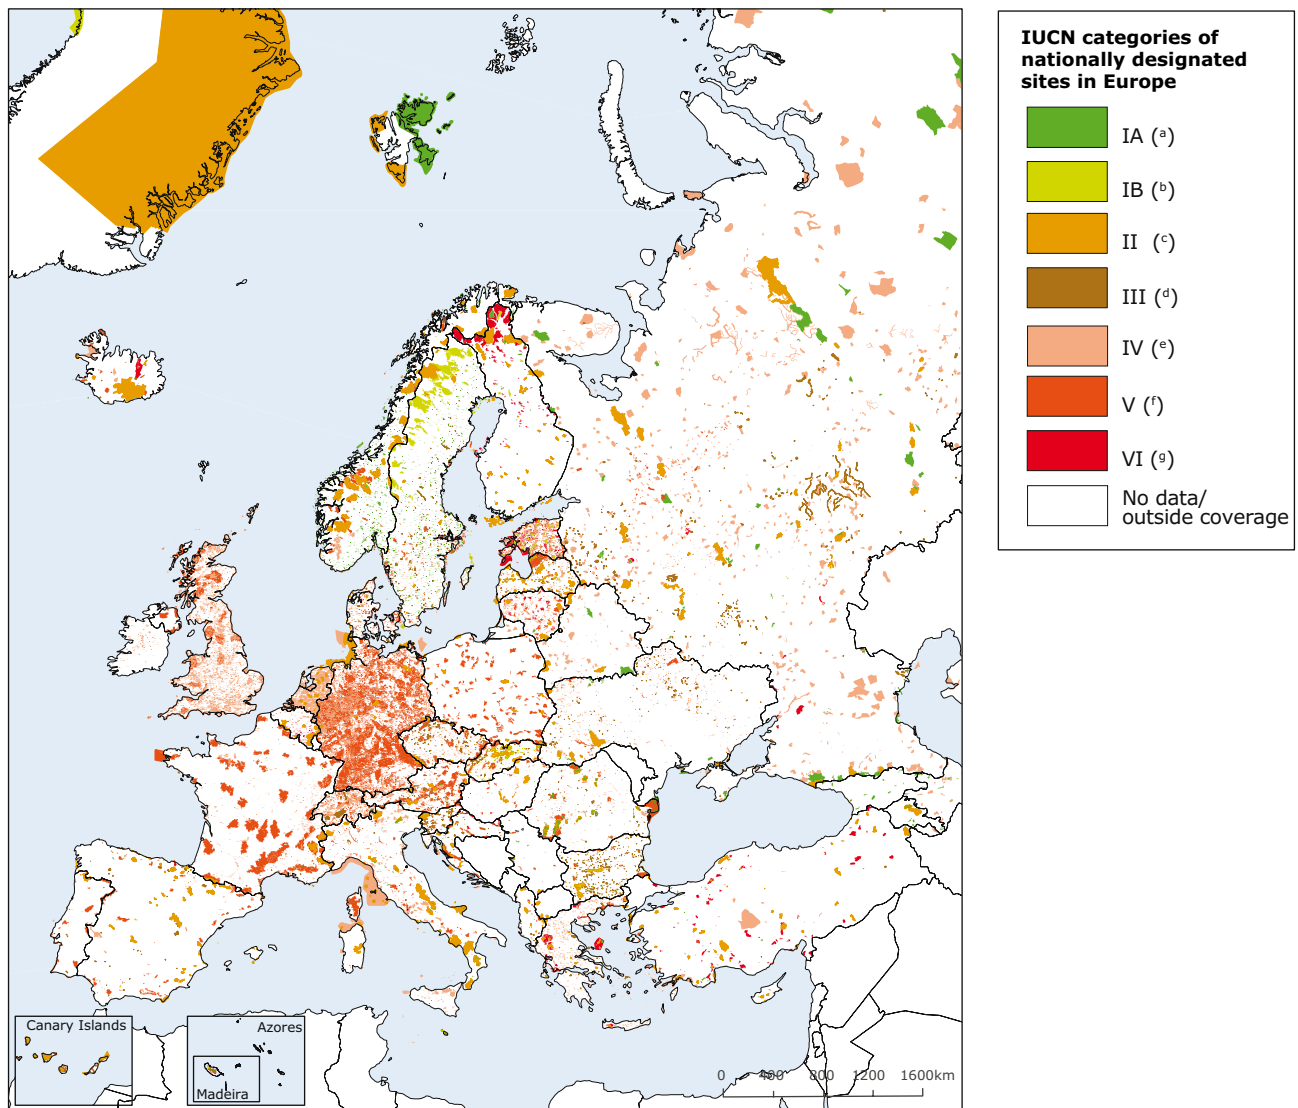 IUCN categories of
nationally designated
sites in Europe
IA (a)
IB (b)
II (c)
III (d)
IV (e)
V (f)
VI (g)
No data/
outside coverage
Canary Islands
Azores
Madeira
0 400 800 1200 1600km